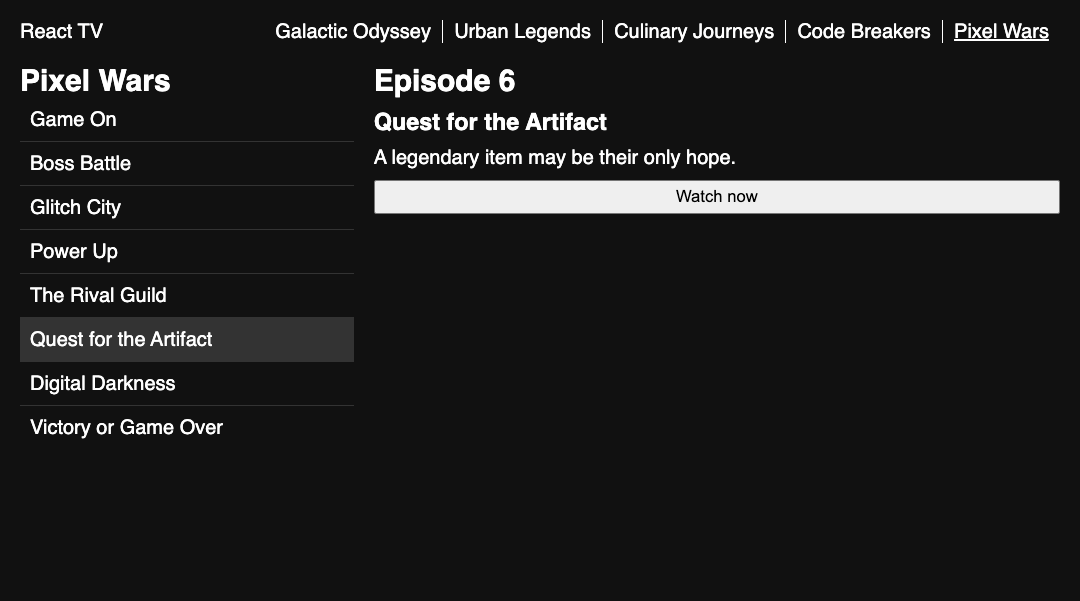 React TV
Galactic Odyssey
Urban Legends
Culinary Journeys
Code Breakers
Pixel Wars
Pixel Wars
Game On
Boss Battle
Glitch City
Power Up
The Rival Guild
Quest for the Artifact
Digital Darkness
Victory or Game Over
Episode 6
Quest for the Artifact
A legendary item may be their only hope.
Watch now